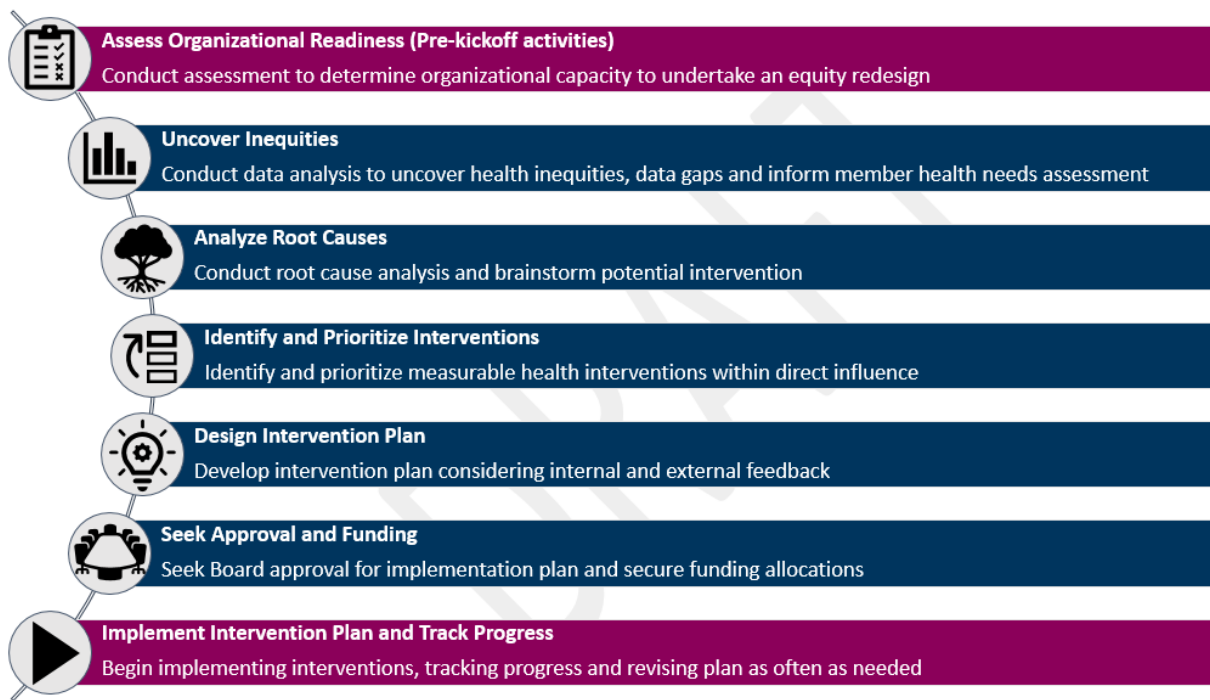 Assess Organizational Readiness (Pre-kickoff activities)
Conduct assessment to determine organizational capacity to undertake an equity redesign
Uncover Inequities
Conduct data analysis to uncover health inequities, data gaps and inform member health needs assessment
Analyze Root Causes
Conduct root cause analysis and brainstorm potential intervention
Identify and Prioritize Interventions
Identify and prioritize measurable health interventions within direct influence
Design Intervention Plan
Develop intervention plan considering internal and external feedback
Seek Approval and Funding
Seek Board approval for implementation plan and secure funding allocations
Implement Intervention Plan and Track Progress
Begin implementing interventions, tracking progress and revising plan as often as needed
DRAFT